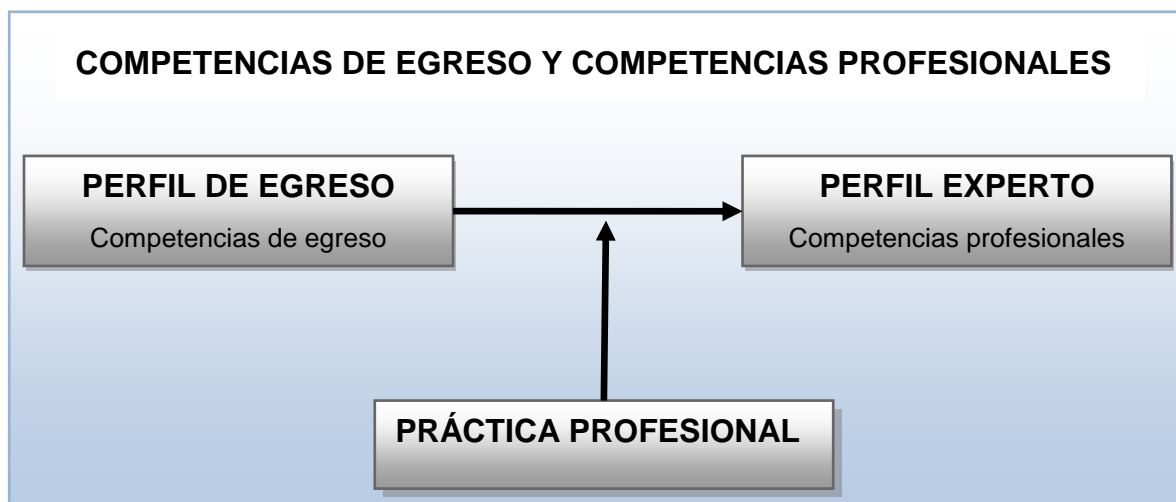 COMPETENCIAS DE EGRESO Y COMPETENCIAS PROFESIONALES
PERFIL DE EGRESO
Competencias de egreso
PERFIL EXPERTO
Competencias profesionales
PRÁCTICA PROFESIONAL